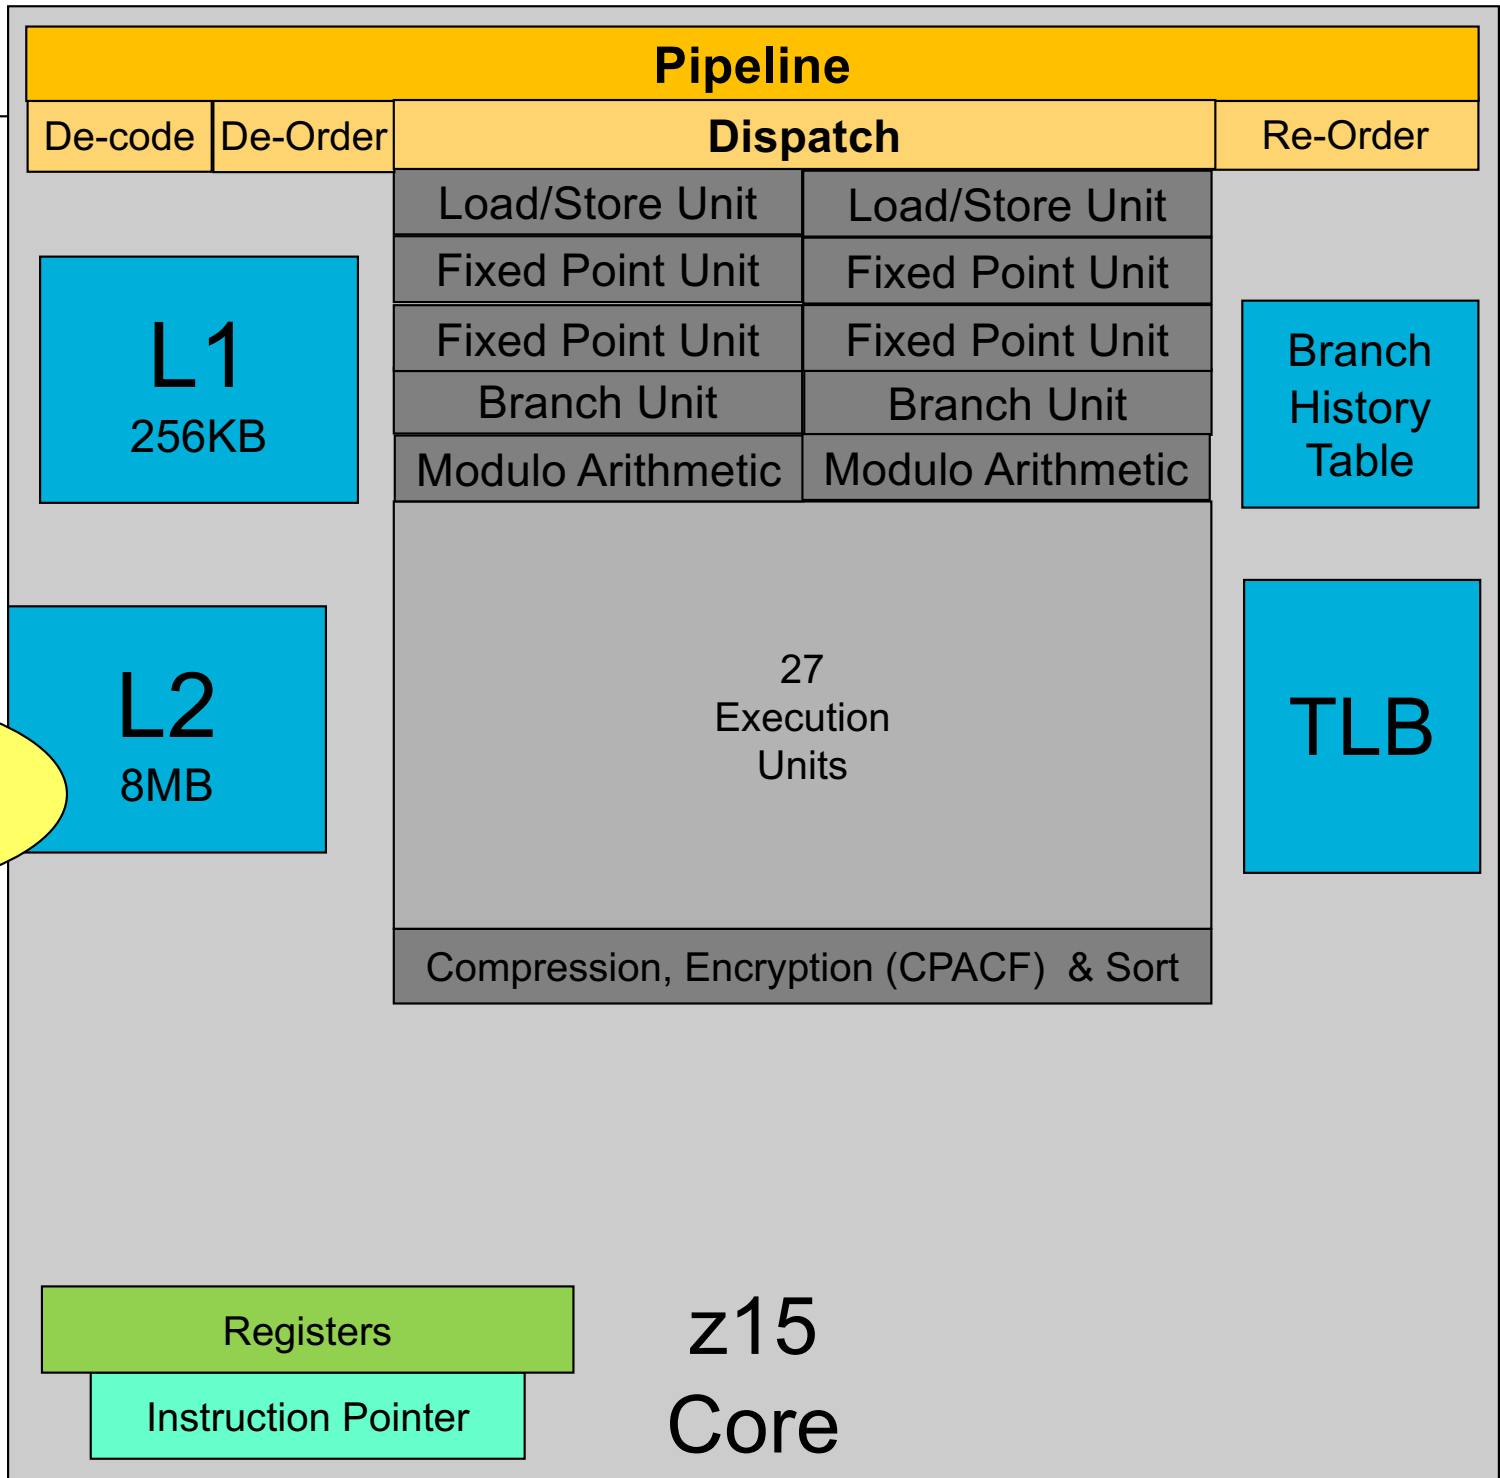 Pipeline
De-code De-Order Dispatch Re-Order
Load/Store Unit Load/Store Unit
Fixed Point Unit Fixed Point Unit
Fixed Point Unit Fixed Point Unit
Branch Unit Branch Unit
Modulo Arithmetic Modulo Arithmetic
L1
256KB
Branch
History
Table
L2
8MB
27
Execution
Units
TLB
Compression, Encryption (CPACF) & Sort
Registers
Instruction Pointer
z15
Core